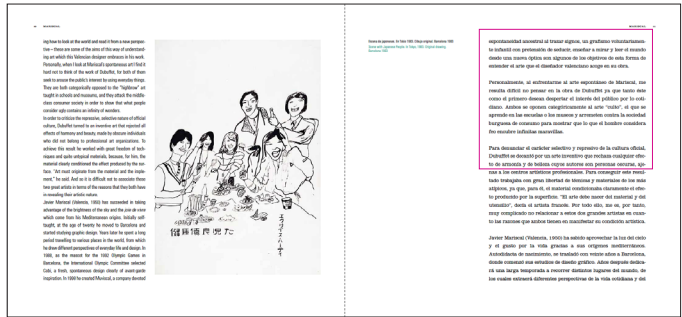 MARISCAL
ing how to look at the world and read it from a new perspec-
tive – these are some of the aims of this way of understand-
ing art which this Valencian designer embraces in his work.
Personally, when I look at Mariscal's spontaneous art I find it
hard not to think of the work of Dubuffet, for both of them
seek to arouse the public's interest by using everyday things.
They are both categorically opposed to the "highbrow" art
taught in schools and museums, and they attack the middle-
class consumer society in order to show that what people
consider ugly contains an infinity of wonders.
In order to criticize the repressive, selective nature of official
culture, Dubuffet turned to an inventive art that rejected all
effects of harmony and beauty, made by obscure individuals
who did not belong to professional art organizations. To
achieve this result he worked with great freedom of tech-
niques and quite untypical materials, because, for him, the
material clearly conditioned the effect produced by the sur-
face. "Art must originate from the material and the imple-
ment," he said. And so it is difficult not to associate these
two great artists in terms of the reasons that they both have
in revealing their artistic nature.
Javier Mariscal (Valencia, 1950) has succeeded in taking
advantage of the brightness of the sky and the joie de vivre
which came from his Mediterranean origins. Initially self-
taught, at the age of twenty he moved to Barcelona and
started studying graphic design. Years later he spent a long
period travelling to various places in the world, from which
he drew different perspectives of everyday life and design. In
1988, as the mascot for the 1992 Olympic Games in
Barcelona, the International Olympic Committee selected
Cobi, a fresh, spontaneous design clearly of avant-garde
inspiration. In 1989 he created Mariscal, a company devoted
MARISCAL
espontaneidad ancestral al trazar signos, un grafismo voluntariamen-
te infantil con pretensión de seducir, enseñar a mirar y leer el mundo
desde una nueva óptica son algunos de los objetivos de esta forma de
entender el arte que el diseñador valenciano acoge en su obra.
Personalmente, al enfrentarme al arte espontáneo de Mariscal, me
resulta difícil no pensar en la obra de Dubuffet ya que tanto éste
como el primero desean despertar el interés del público por lo coti-
diano. Ambos se oponen categóricamente al arte "culto", el que se
aprende en las escuelas o los museos y arremeten contra la sociedad
burguesa de consumo para mostrar que lo que el hombre considera
feo encubre infinitas maravillas.
Para denunciar el carácter selectivo y represivo de la cultura oficial,
Dubuffet se decantó por un arte inventivo que rechaza cualquier efec-
to de armonía y de belleza cuyos autores son personas oscuras, aje-
nas a los centros artísticos profesionales. Para conseguir este resul-
tado trabajaba con gran libertad de técnicas y materiales de los más
atípicos, ya que, para él, el material condicionaba claramente el efec-
to producido por la superficie. "El arte debe nacer del material y del
utensilio", decía el artista francés. Por todo ello, me es, por tanto,
muy complicado no relacionar a estos dos grandes artistas en cuan-
to las razones que ambos tienen en manifestar su condición artística.
Javier Mariscal (Valencia, 1950) ha sabido aprovechar la luz del cielo
y el gusto por la vida gracias a sus orígenes mediterráneos.
Autodidacta de nacimiento, se trasladó con veinte años a Barcelona,
donde comenzó sus estudios de diseño gráfico. Años después dedica-
rá una larga temporada a recorrer distintos lugares del mundo, de
los cuales extraerá diferentes perspectivas de la vida cotidiana y del